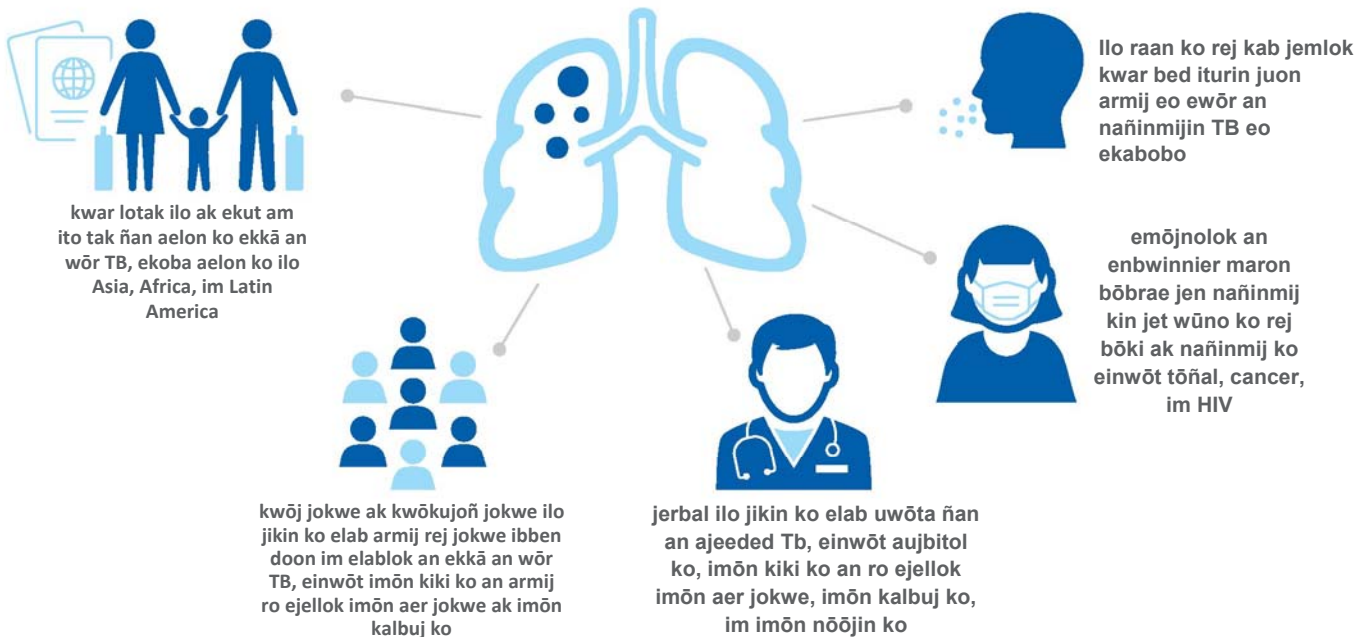 kwar lotak ilo ak ekut am
ito tak ñan aelon ko ekkā an
wōr TB, ekoba aelon ko ilo
Asia, Africa, im Latin
America
Ilo raan ko rej kab jemlok
kwar bed iturin juon
armij eo ewōr an
nañinmijin TB eo
ekabobo
emōjnolok an
enbwinnier maron
bōbrae jen nañinmij
kin jet wūno ko rej
bōki ak nañinmij ko
einwōt tōñal, cancer,
im HIV
kwōj jokwe ak kwōkujoñ jokwe ilo
jikin ko elab armij rej jokwe ibben
doon im elablok an ekkā an wōr
TB, einwōt imōn kiki ko an armij
ro ejellok imōn aer jokwe ak imōn
kalbuj ko
jerbal ilo jikin ko elab uwōta ñan
an ajeeded Tb, einwōt aujbitol
ko, imōn kiki ko an ro ejellok
imōn aer jokwe, imōn kalbuj ko,
im imōn nōōjin ko